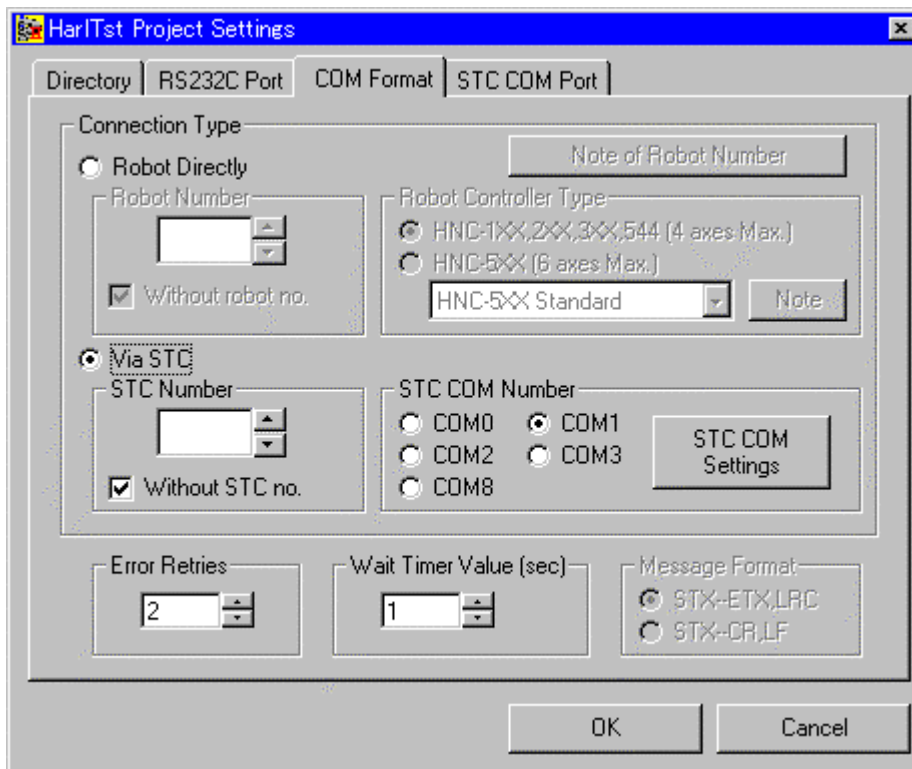 HarlTst Project Settings
Directory RS232C Port COM Format STC COM Port
Connection Type
Robot Directly
Note of Robot Number
Robot Number
Without robot no.
Robot Controller Type
HNC-1XX,2XX,3XX,544 (4 axes Max.)
HNC-5XX (6 axes Max.)
HNC-5XX Standard
Note
Via STC
STC Number
Without STC no.
STC COM Number
COM0 COM1
COM2 COM3
COM8
STC COM
Settings
Error Retries
2
Wait Timer Value (sec)
1
Message Format
STX--ETX,LRC
STX--CR,LF
OK Cancel